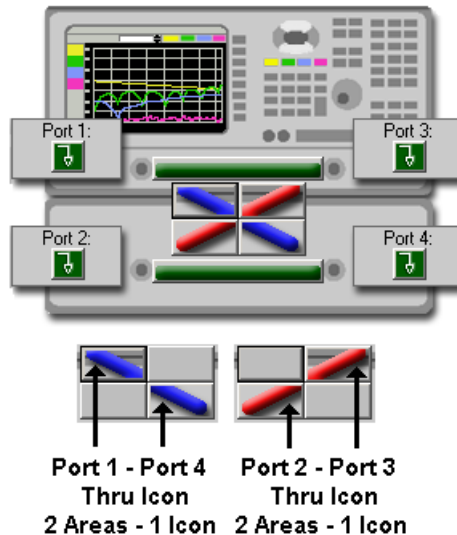 Port 1:
Port 3:
Port 2:
Port 4:
Port 1 - Port 4
Thru Icon
2 Areas - 1 Icon
Port 2 - Port 3
Thru Icon
2 Areas - 1 Icon